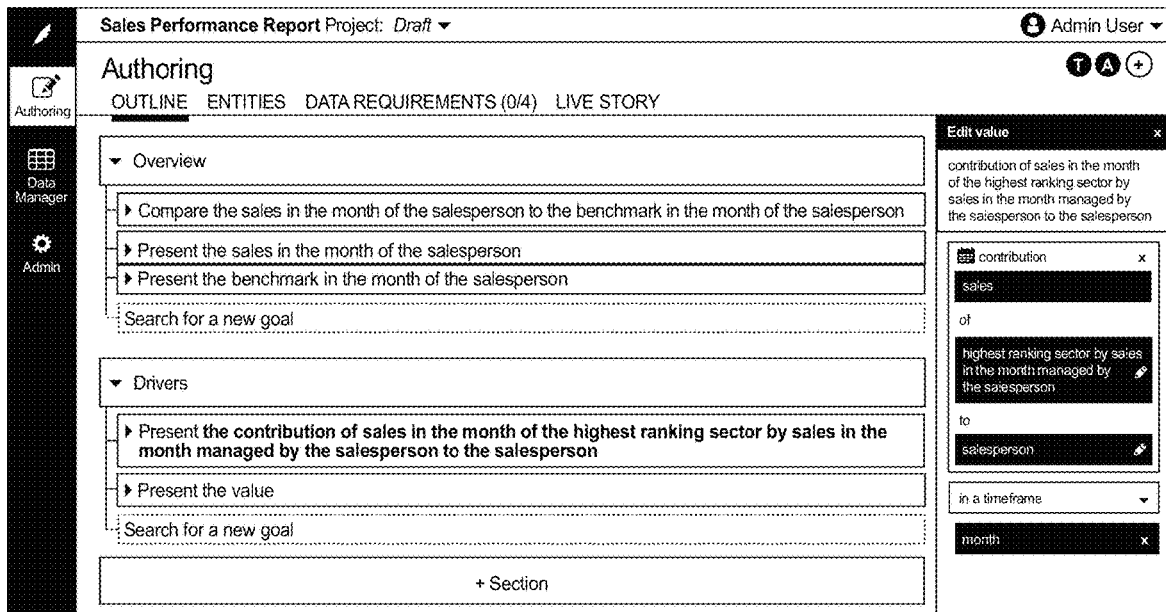 Sales Performance Report Project: Draft
Admin User
Authoring
T A +
OUTLINE ENTITIES DATA REQUIREMENTS (0/4) LIVE STORY
Authoring
Data
Manager
Admin
Overview
Compare the sales in the month of the salesperson to the benchmark in the month of the salesperson
Present the sales in the month of the salesperson
Present the benchmark in the month of the salesperson
Search for a new goal
Drivers
Present the contribution of sales in the month of the highest ranking sector by sales in the
month managed by the salesperson to the salesperson
Present the value
Search for a new goal
+ Section
Edit value x
contribution of sales in the month
of the highest ranking sector by
sales in the month managed by
the salesperson to the salesperson
contribution x
sales
of
highest ranking sector by sales
in the month managed by
the salesperson
to
salesperson
in a timeframe
month x